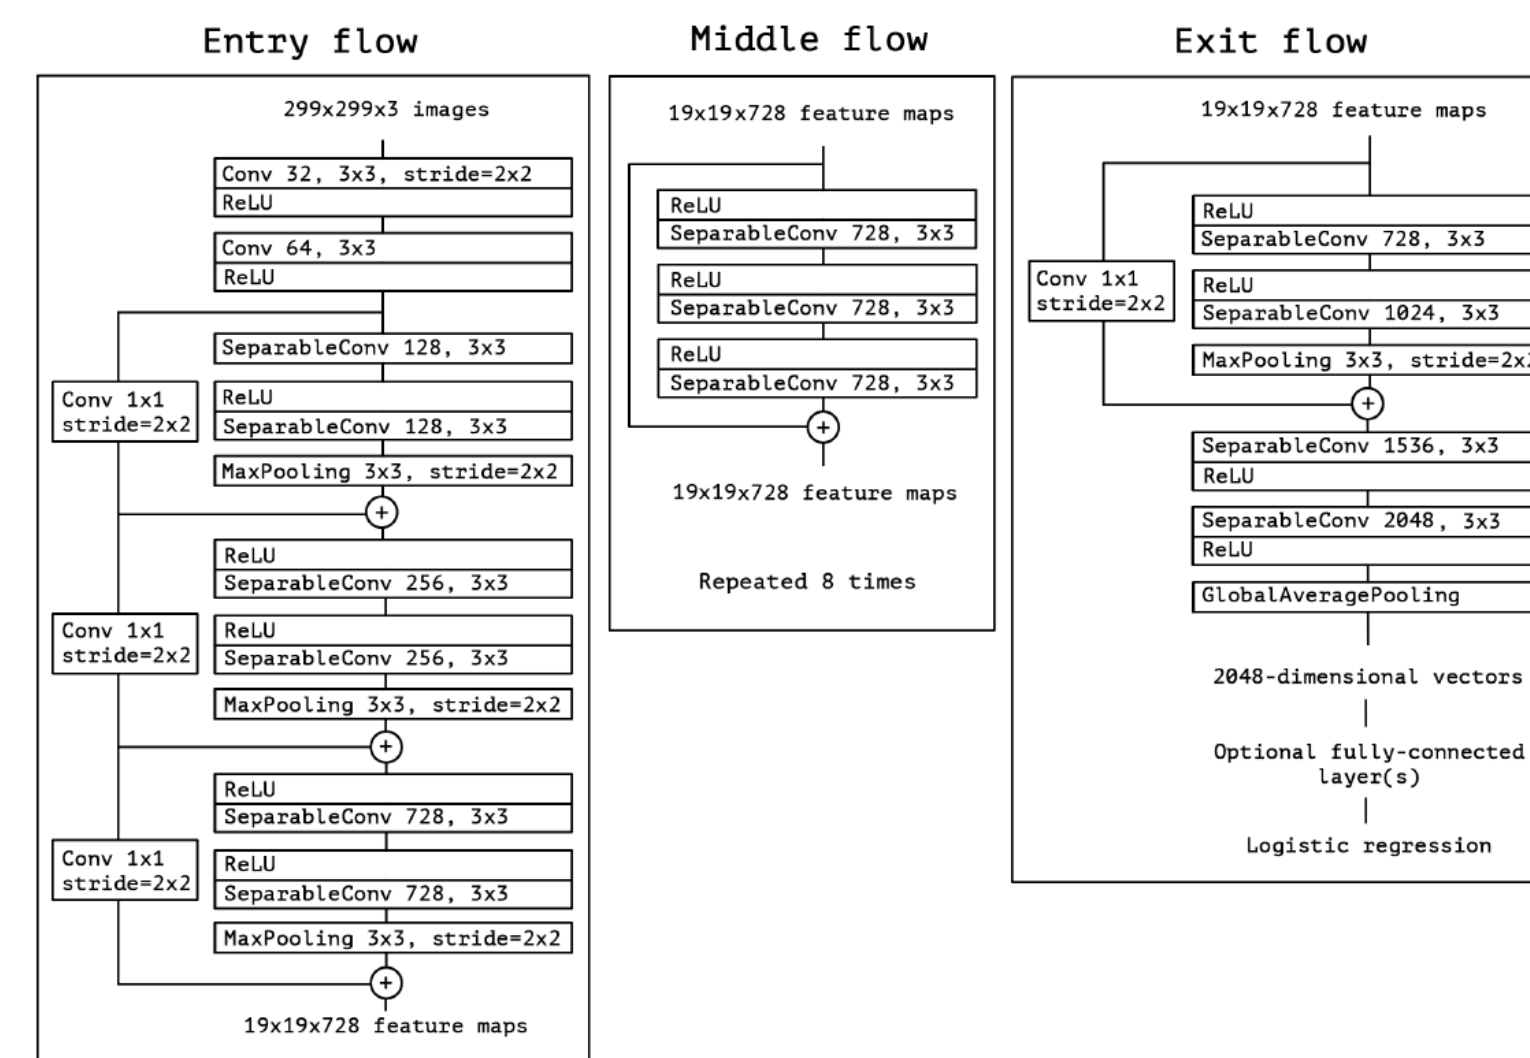 Entry flow
299x299x3 images
Conv 32, 3x3, stride=2x2
ReLU
Conv 64, 3x3
ReLU
SeparableConv 128, 3x3
Conv 1x1
stride=2x2
ReLU
SeparableConv 128, 3x3
MaxPooling 3x3, stride=2x2
+
ReLU
SeparableConv 256, 3x3
Conv 1x1
stride=2x2
ReLU
SeparableConv 256, 3x3
MaxPooling 3x3, stride=2x2
+
ReLU
SeparableConv 728, 3x3
Conv 1x1
stride=2x2
ReLU
SeparableConv 728, 3x3
MaxPooling 3x3, stride=2x2
+
19x19x728 feature maps
Middle flow
19x19x728 feature maps
ReLU
SeparableConv 728, 3x3
ReLU
SeparableConv 728, 3x3
ReLU
SeparableConv 728, 3x3
+
19x19x728 feature maps
Repeated 8 times
Exit flow
19x19x728 feature maps
ReLU
SeparableConv 728, 3x3
Conv 1x1
stride=2x2
ReLU
SeparableConv 1024, 3x3
MaxPooling 3x3, stride=2x2
+
SeparableConv 1536, 3x3
ReLU
SeparableConv 2048, 3x3
ReLU
GlobalAveragePooling
2048-dimensional vectors
Optional fully-connected
layer(s)
Logistic regression